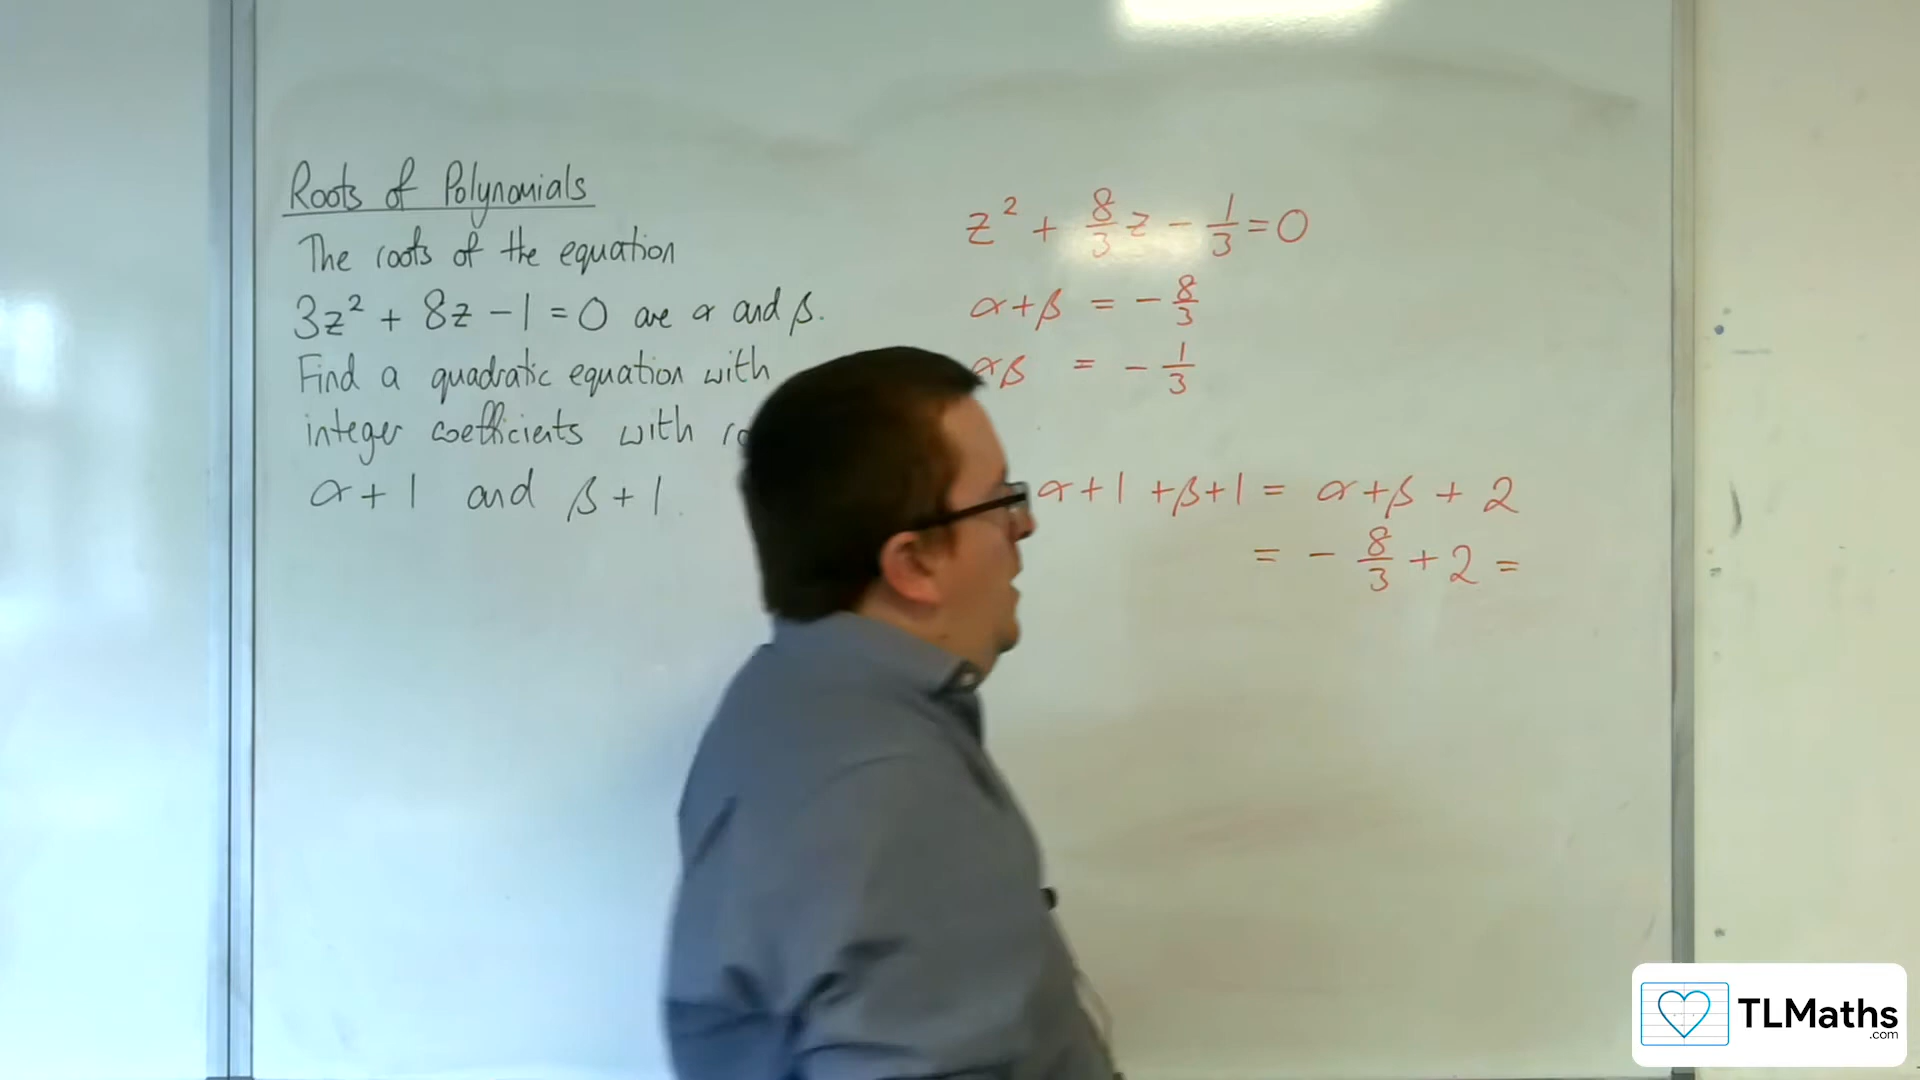 Roots of Polynomials
The roots of the equation
3z² + 8z - 1 = 0 are α and β.
Find a quadratic equation with
integer coefficients with
α + 1 and β + 1.
z² + 8/3 z - 1/3 = 0
α + β = - 8/3
αβ = - 1/3
α + 1 + β + 1 = α + β + 2
= - 8/3 + 2 =
TLMaths
.com